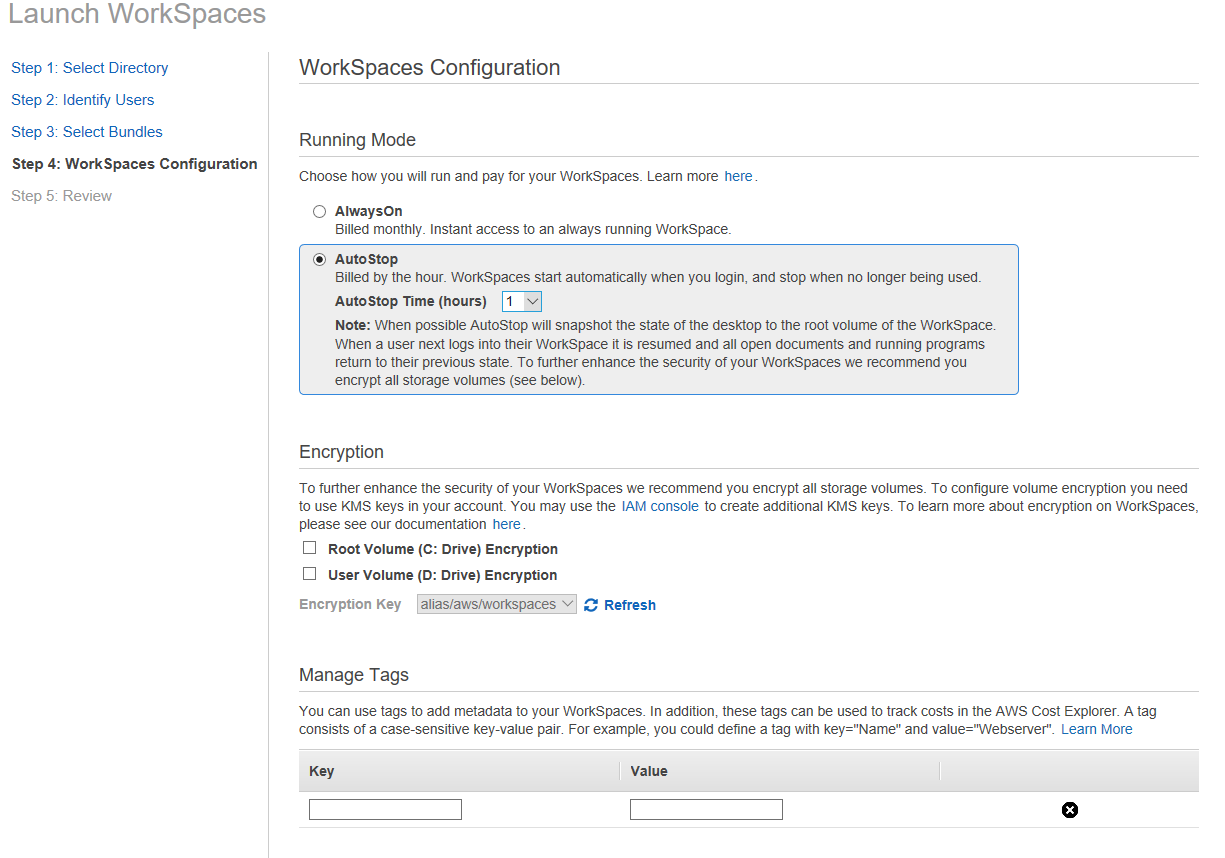 Launch WorkSpaces
Step 1: Select Directory
Step 2: Identify Users
Step 3: Select Bundles
Step 4: WorkSpaces Configuration
Step 5: Review
WorkSpaces Configuration
Running Mode
Choose how you will run and pay for your WorkSpaces. Learn more here.
AlwaysOn
Billed monthly. Instant access to an always running WorkSpace.
AutoStop
Billed by the hour. WorkSpaces start automatically when you login, and stop when no longer being used.
AutoStop Time (hours) 1
Note: When possible AutoStop will snapshot the state of the desktop to the root volume of the WorkSpace.
When a user next logs into their WorkSpace it is resumed and all open documents and running programs
return to their previous state. To further enhance the security of your WorkSpaces we recommend you
encrypt all storage volumes (see below).
Encryption
To further enhance the security of your WorkSpaces we recommend you encrypt all storage volumes. To configure volume encryption you need
to use KMS keys in your account. You may use the IAM console to create additional KMS keys. To learn more about encryption on WorkSpaces,
please see our documentation here.
Root Volume (C: Drive) Encryption
User Volume (D: Drive) Encryption
Encryption Key alias/aws/workspaces Refresh
Manage Tags
You can use tags to add metadata to your WorkSpaces. In addition, these tags can be used to track costs in the AWS Cost Explorer. A tag
consists of a case-sensitive key-value pair. For example, you could define a tag with key="Name" and value="Webserver". Learn More
Key Value